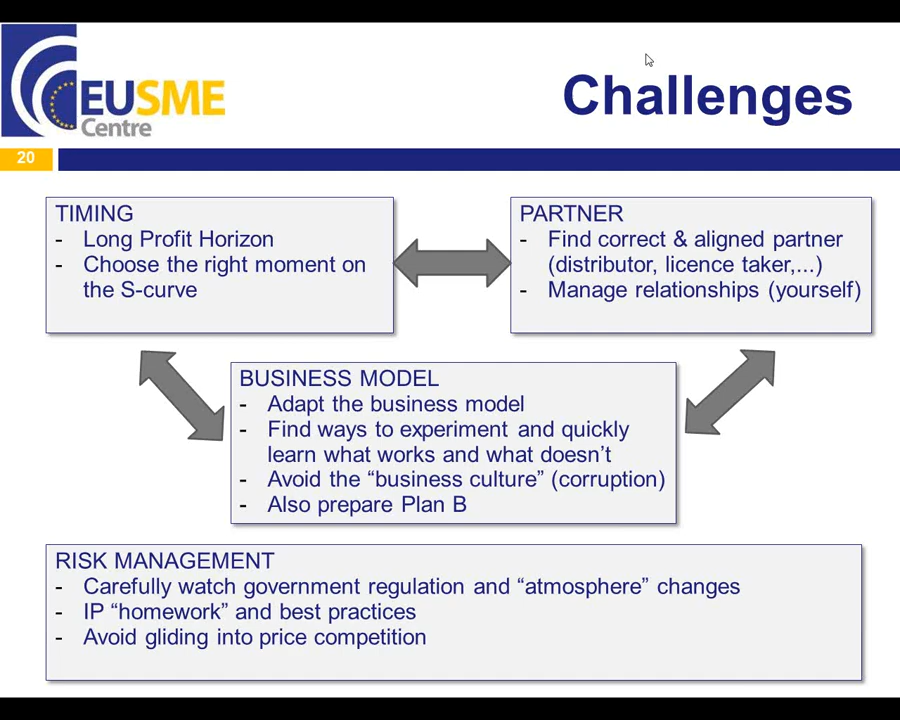 EUSME
Centre
Challenges
20
TIMING
- Long Profit Horizon
- Choose the right moment on
the S-curve
PARTNER
- Find correct & aligned partner
(distributor, licence taker,...)
- Manage relationships (yourself)
BUSINESS MODEL
- Adapt the business model
- Find ways to experiment and quickly
learn what works and what doesn’t
- Avoid the “business culture” (corruption)
- Also prepare Plan B
RISK MANAGEMENT
- Carefully watch government regulation and “atmosphere” changes
- IP “homework” and best practices
- Avoid gliding into price competition